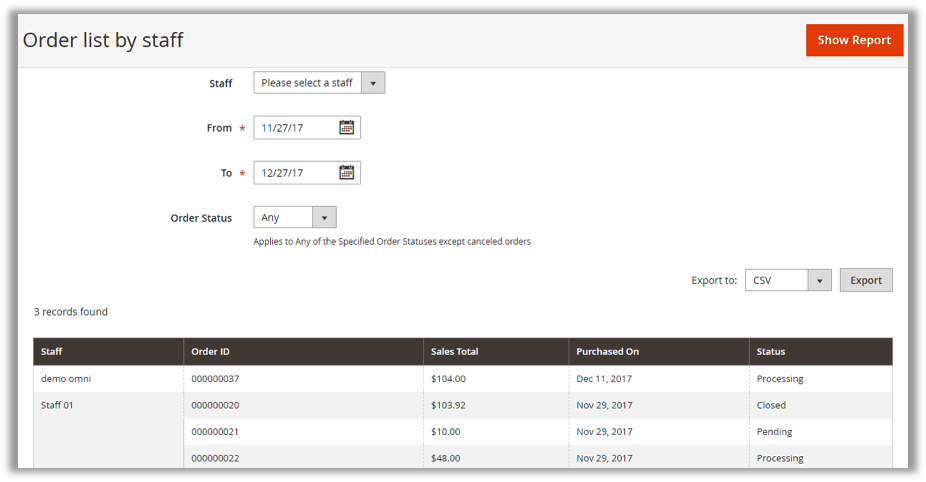 Order list by staff
Show Report
Staff Please select a staff
From * 11/27/17
To * 12/27/17
Order Status Any
Applies to Any of the Specified Order Statuses except canceled orders
Export to: CSV Export
3 records found
Staff Order ID Sales Total Purchased On Status
demo omni 000000037 $104.00 Dec 11, 2017 Processing
Staff 01 000000020 $103.92 Nov 29, 2017 Closed
000000021 $10.00 Nov 29, 2017 Pending
000000022 $48.00 Nov 29, 2017 Processing